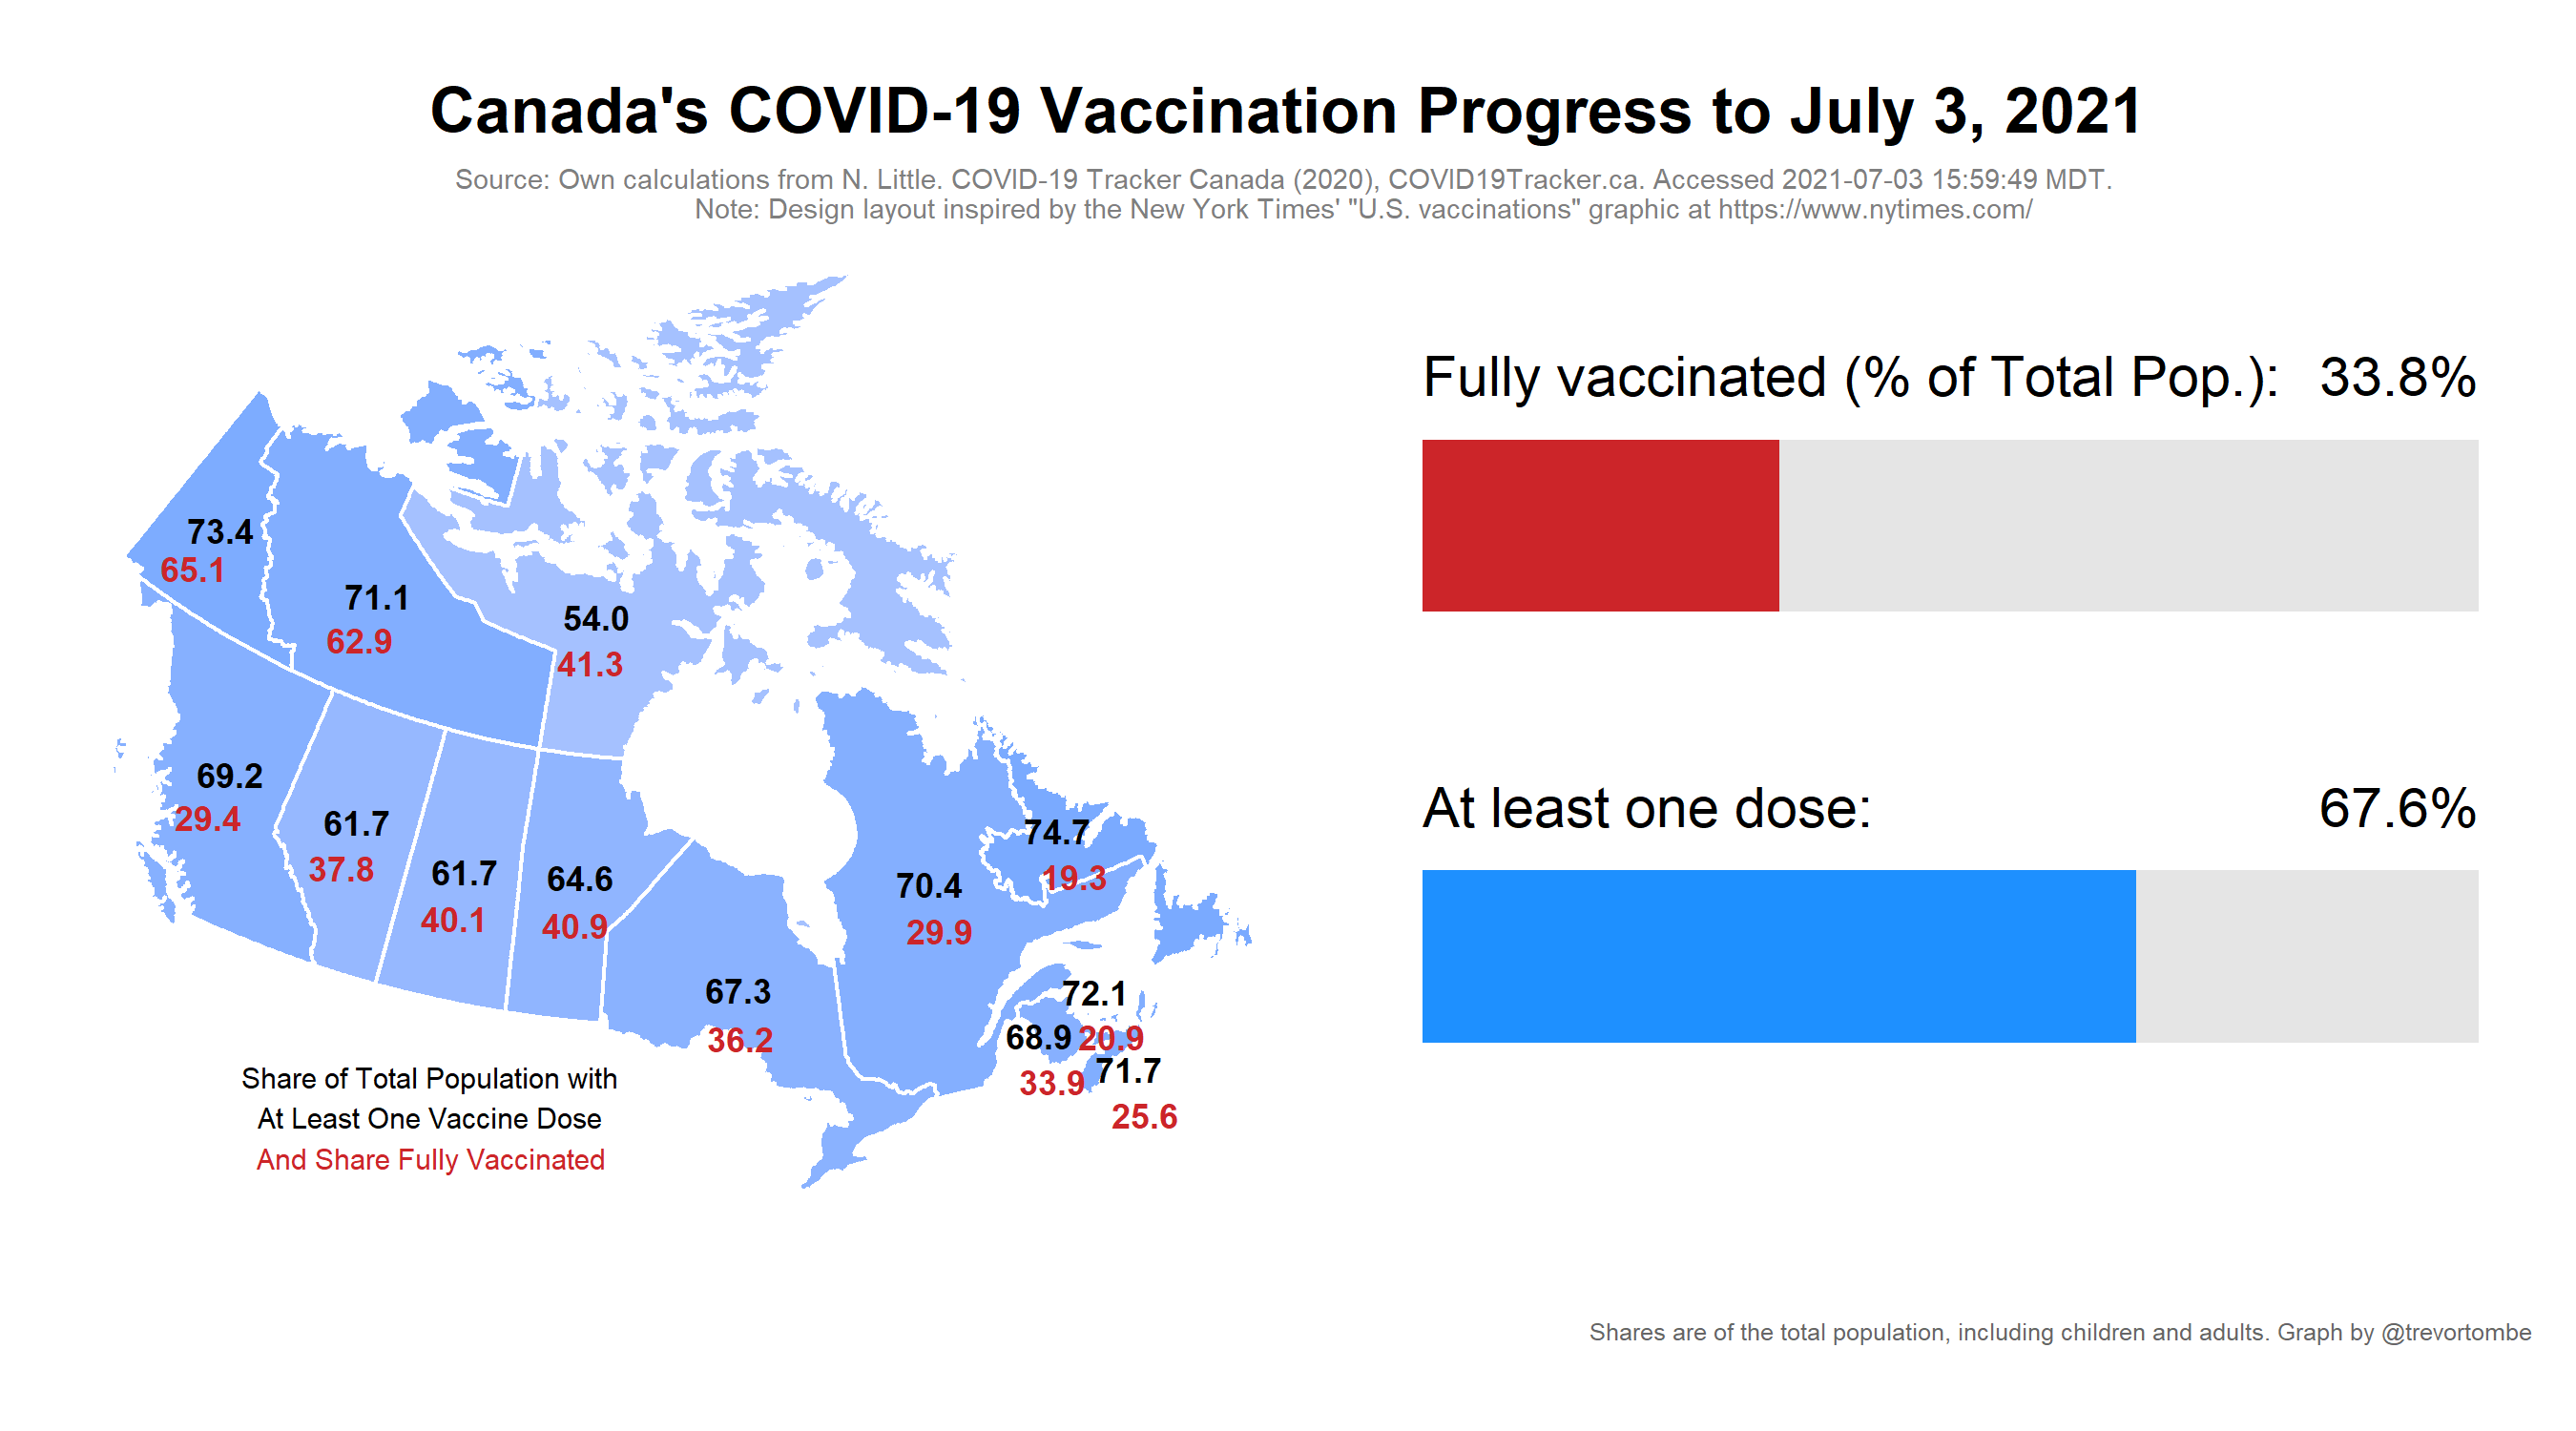 Canada's COVID-19 Vaccination Progress to July 3, 2021
Source: Own calculations from N. Little. COVID-19 Tracker Canada (2020), COVID19Tracker.ca. Accessed 2021-07-03 15:59:49 MDT.
Note: Design layout inspired by the New York Times' "U.S. vaccinations" graphic at https://www.nytimes.com/
73.4
65.1
71.1
62.9
54.0
41.3
69.2
29.4
61.7
37.8
61.7
40.1
64.6
40.9
67.3
36.2
70.4
29.9
74.7
19.3
72.1
20.9
68.9
33.9
71.7
25.6
Share of Total Population with
At Least One Vaccine Dose
And Share Fully Vaccinated
Fully vaccinated (% of Total Pop.): 33.8%
At least one dose: 67.6%
Shares are of the total population, including children and adults. Graph by @trevortombe